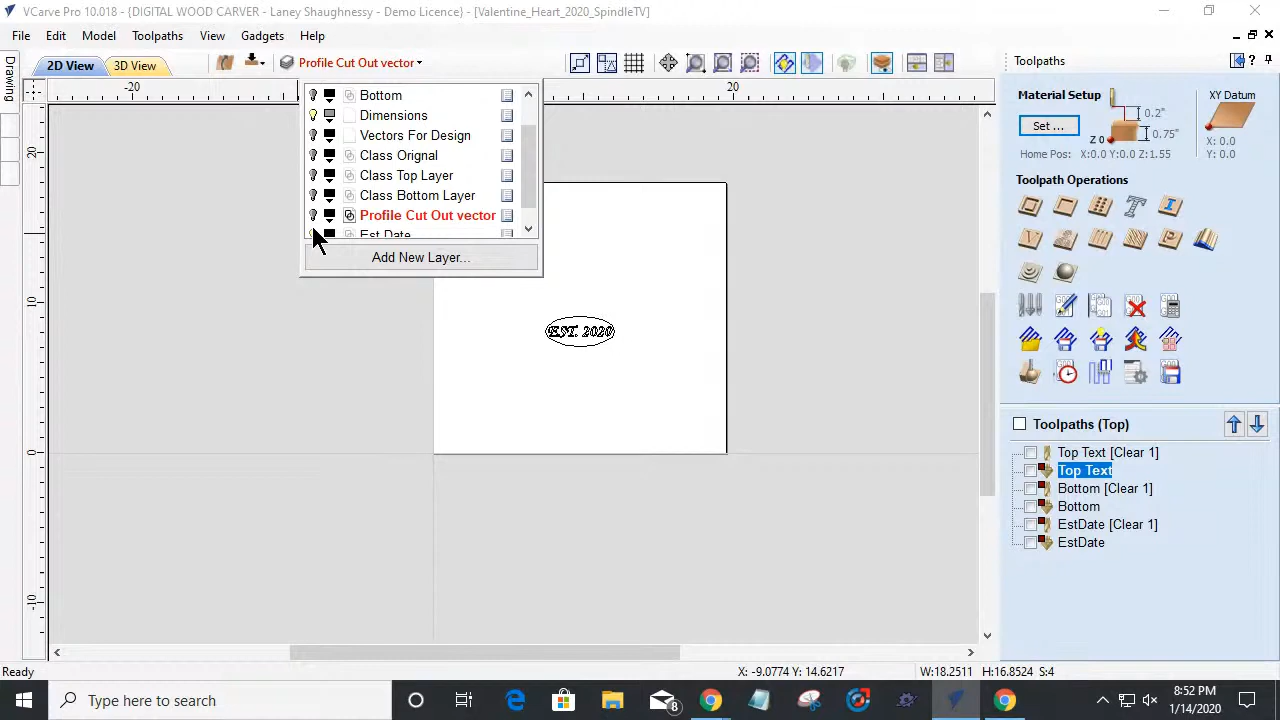 VCarve Pro 10.018 - {DIGITAL WOOD CARVER - Laney Shaughnessy - Demo Licence} - [Valentine_Heart_2020_SpindleTV]
File Edit Model Toolpaths View Gadgets Help
2D View 3D View Profile Cut Out vector Toolpaths
Drawing
-20 20
Bottom
Dimensions
Vectors For Design
Class Orignal
Class Top Layer
Class Bottom Layer
Profile Cut Out vector
Est Date
Add New Layer...
20
10
0
-10
EST. 2020
Material Setup
Set ...
Z 0
0.2"
0.75"
XY Datum
X: 0.0
Y: 0.0
Home Pos: X:0.0 Y:0.0 Z:1.55
Toolpath Operations
Toolpaths (Top)
Top Text [Clear 1]
Top Text
Bottom [Clear 1]
Bottom
EstDate [Clear 1]
EstDate
Ready X: -9.0774 Y: 14.6217 W:18.2511 H:16.8524 S:4
Type here to search
8
8:52 PM
1/14/2020